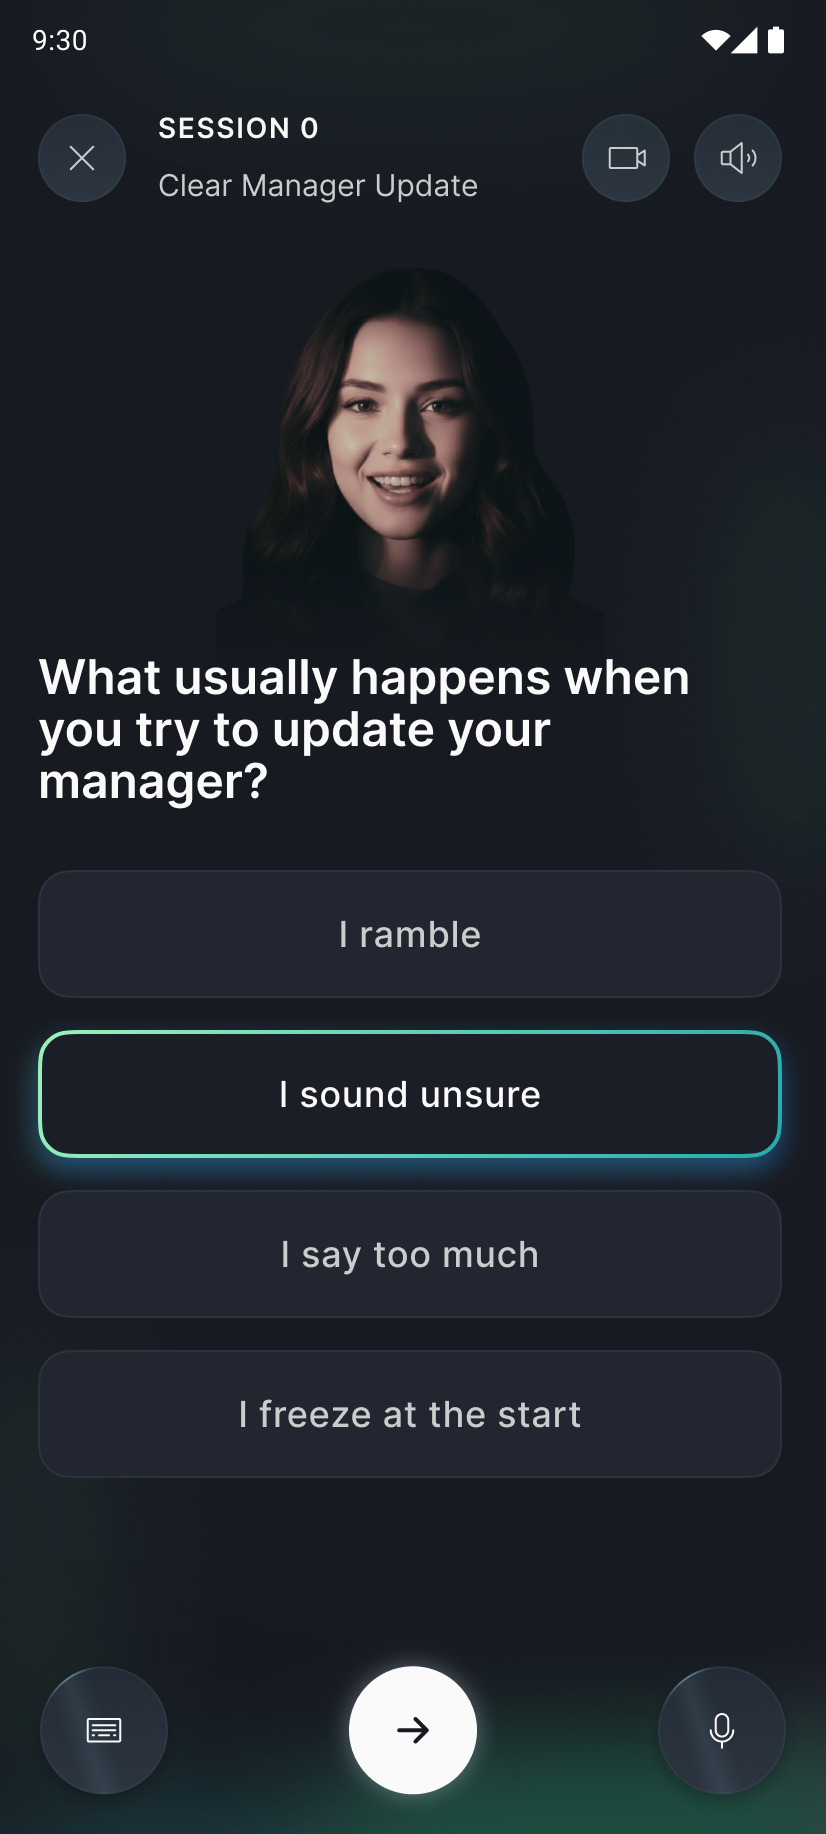 9:30
SESSION 0
Clear Manager Update
What usually happens when
you try to update your
manager?
I ramble
I sound unsure
I say too much
I freeze at the start